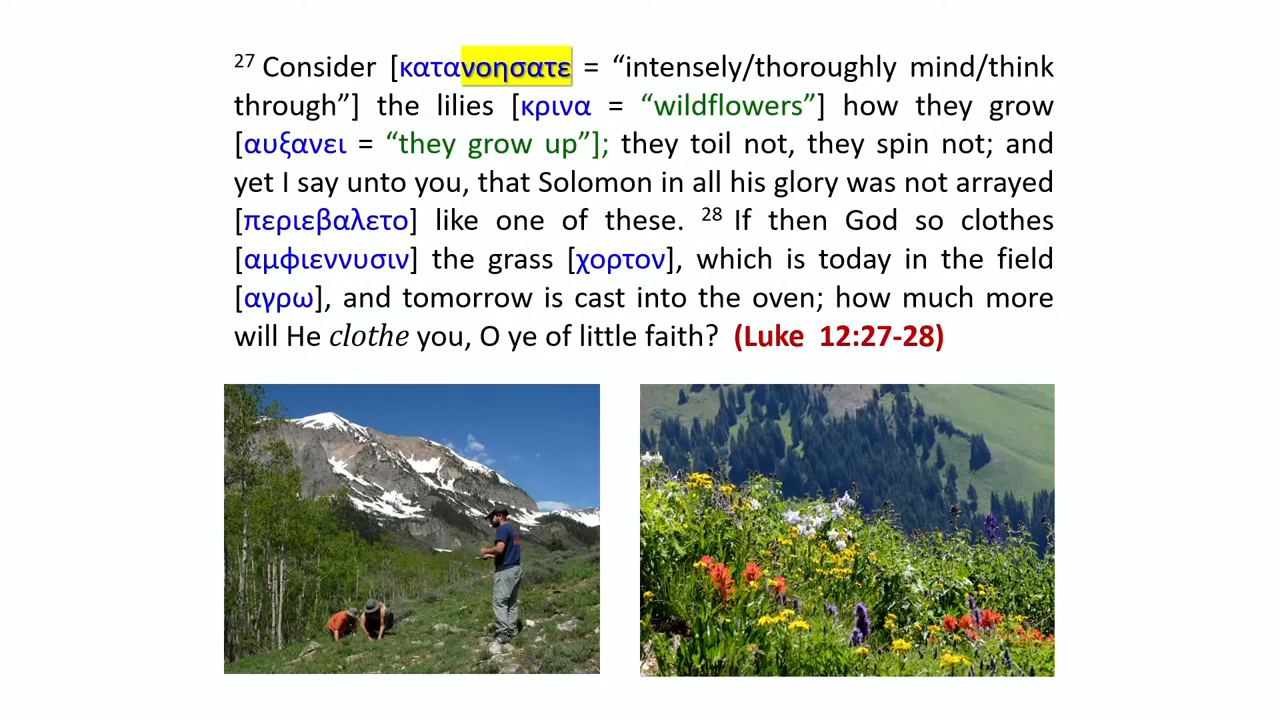 27 Consider [κατανοησατε = “intensely/thoroughly mind/think
through”] the lilies [κρινα = “wildflowers”] how they grow
[αυξανει = “they grow up”]; they toil not, they spin not; and
yet I say unto you, that Solomon in all his glory was not arrayed
[περιεβαλετο] like one of these. 28 If then God so clothes
[αμφιεννυσιν] the grass [χορτον], which is today in the field
[αγρω], and tomorrow is cast into the oven; how much more
will He clothe you, O ye of little faith? (Luke 12:27-28)